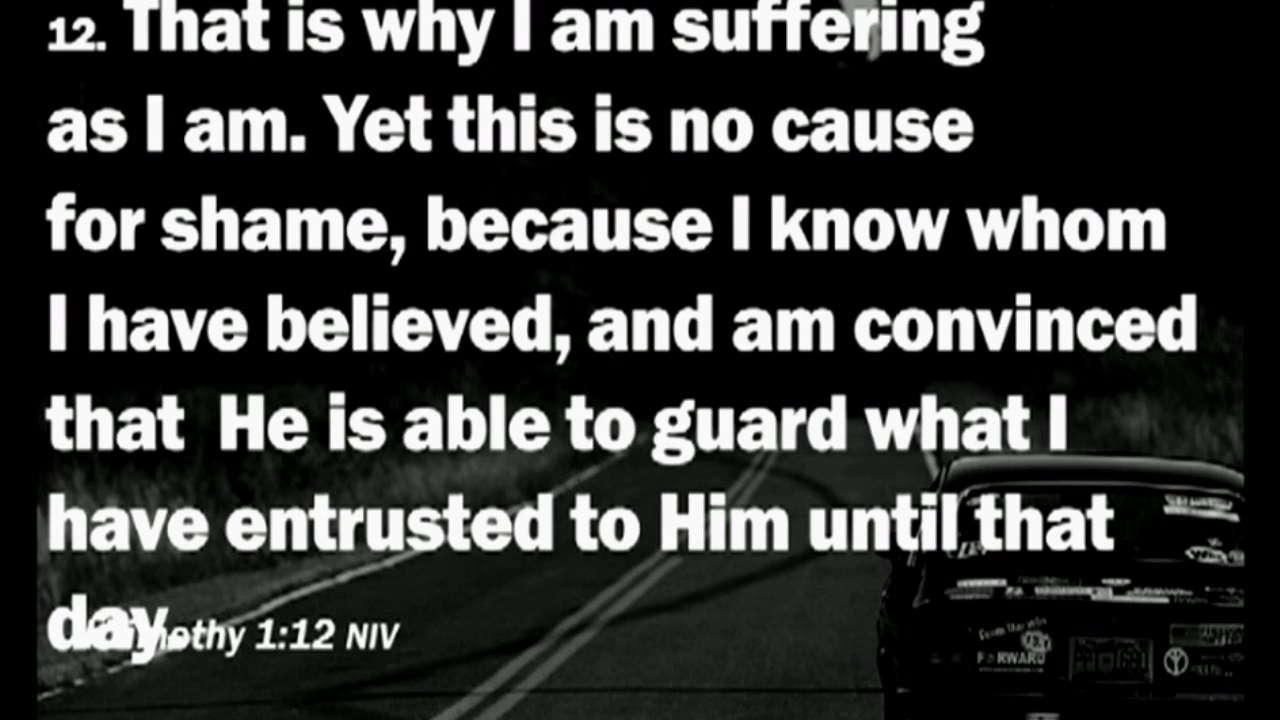 12. That is why I am suffering
as I am. Yet this is no cause
for shame, because I know whom
I have believed, and am convinced
that He is able to guard what I
have entrusted to Him until that
day.
1:12 NIV
FORWARD